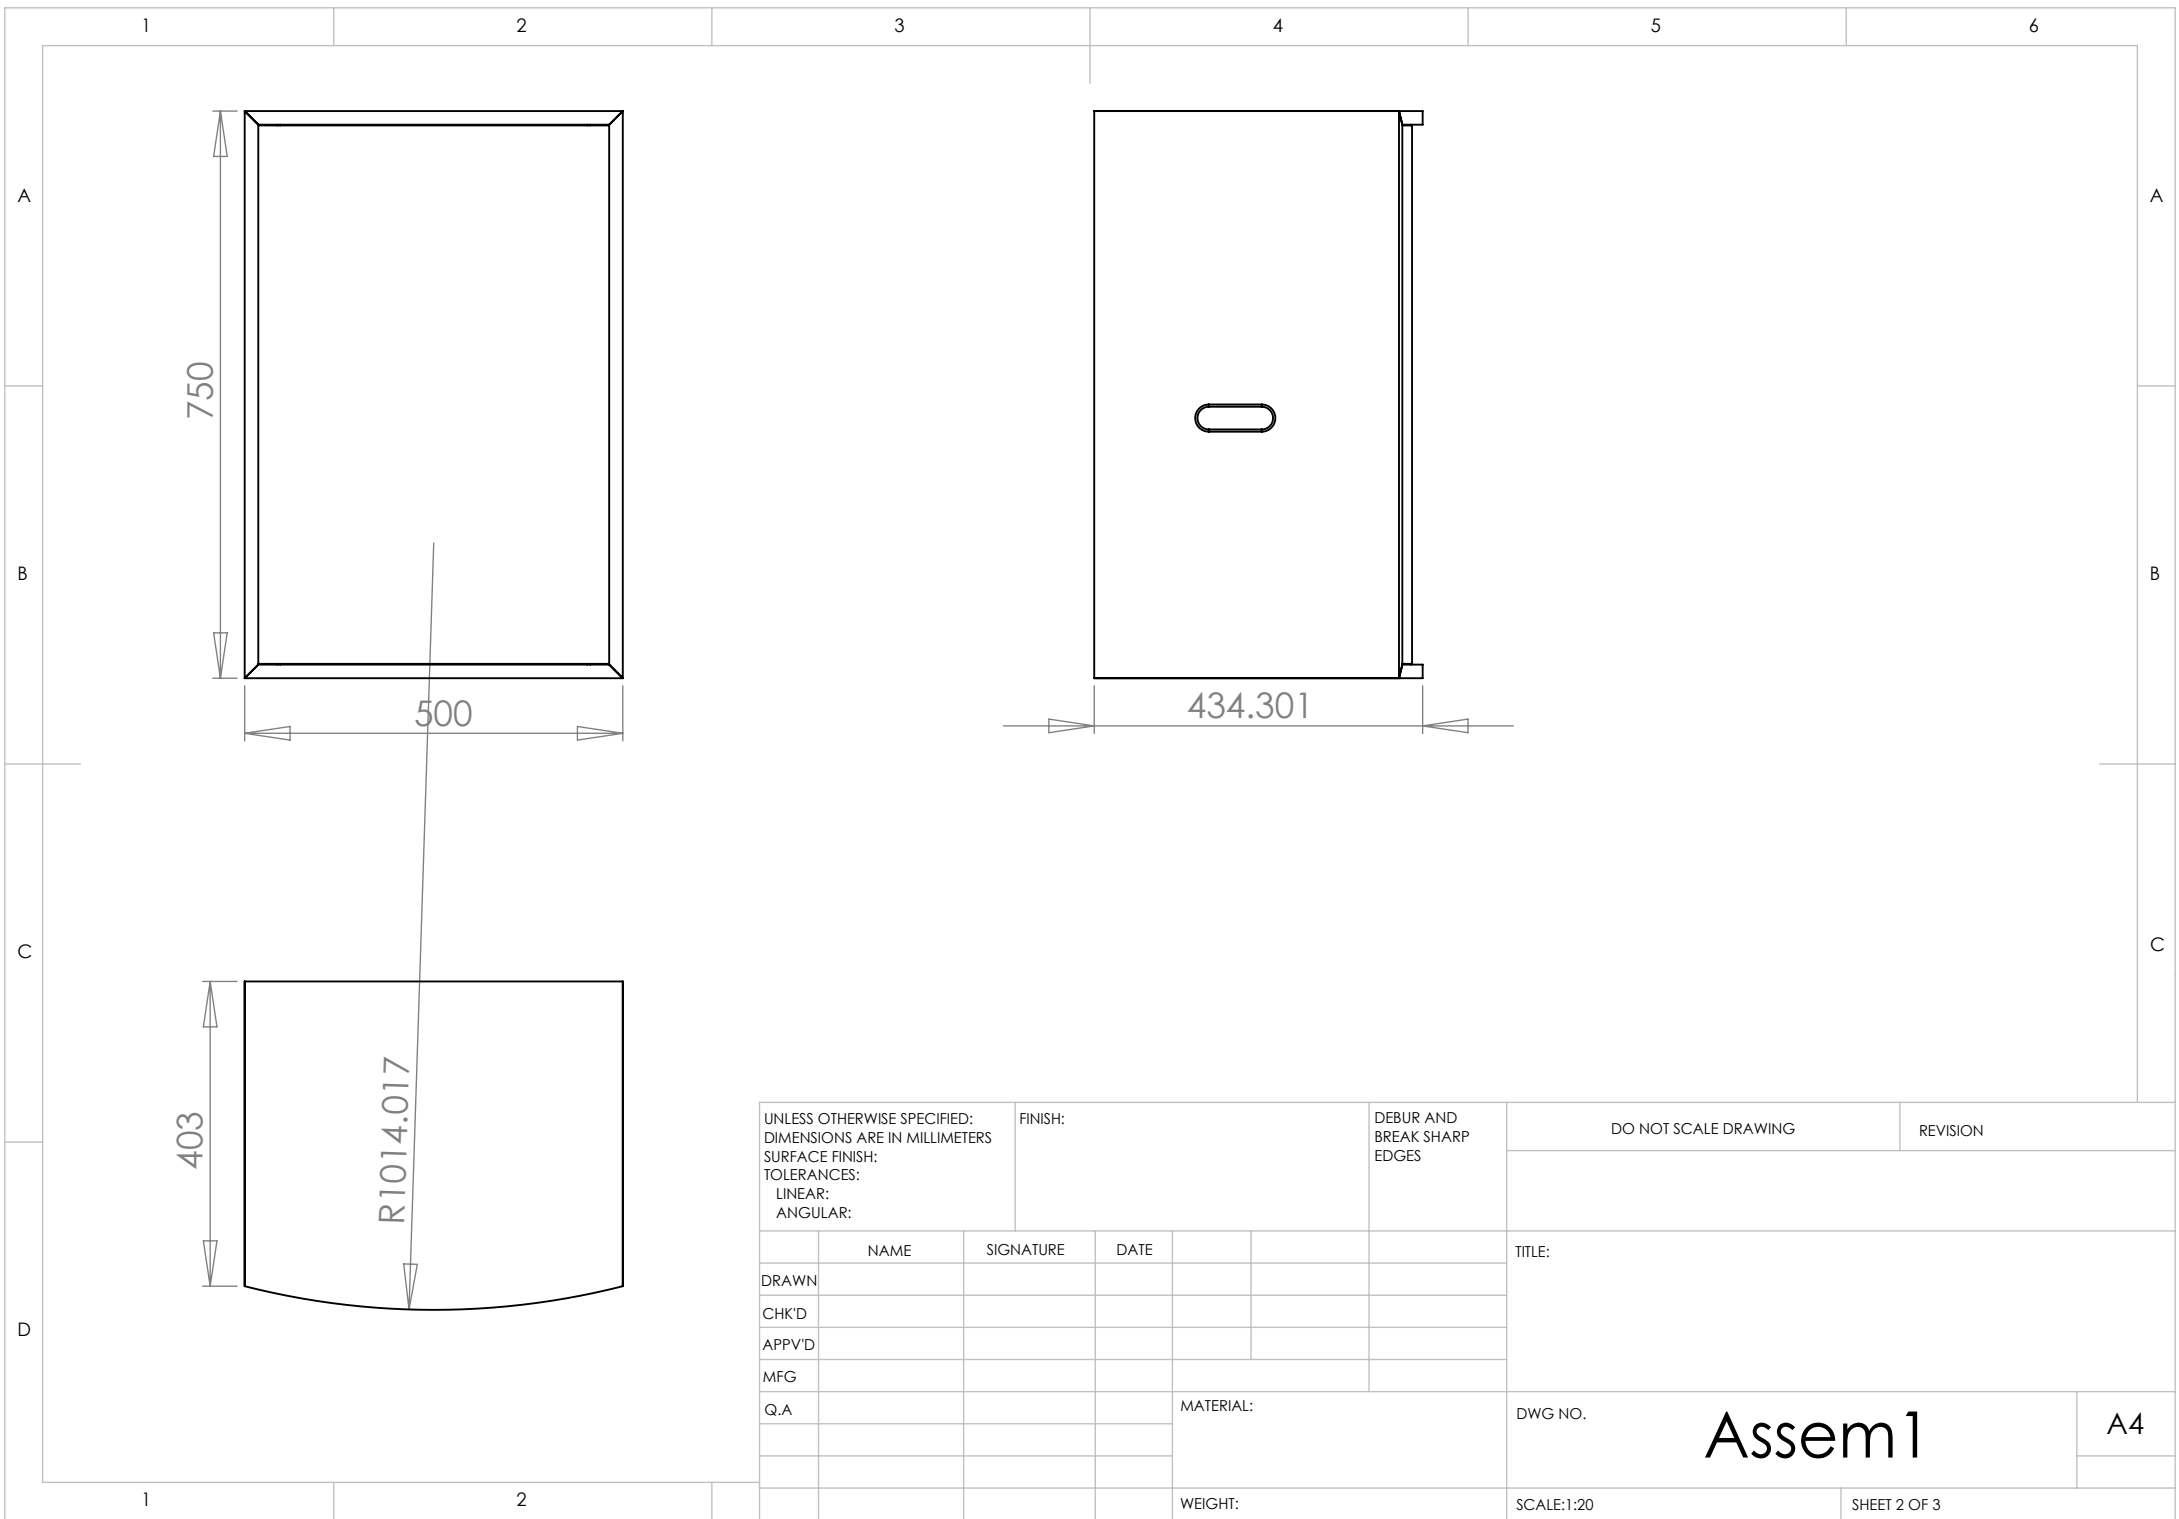 1 2 3 4 5 6
A A
750
B B
500
434.301
C C
403
R1014.017
D
UNLESS OTHERWISE SPECIFIED:
DIMENSIONS ARE IN MILLIMETERS
SURFACE FINISH:
TOLERANCES:
LINEAR:
ANGULAR:
FINISH:
DEBUR AND
BREAK SHARP
EDGES
DO NOT SCALE DRAWING
REVISION
NAME SIGNATURE DATE
DRAWN
CHK'D
APPV'D
MFG
Q.A
TITLE:
MATERIAL:
DWG NO.
Assem1
A4
WEIGHT:
SCALE:1:20
SHEET 2 OF 3
1 2